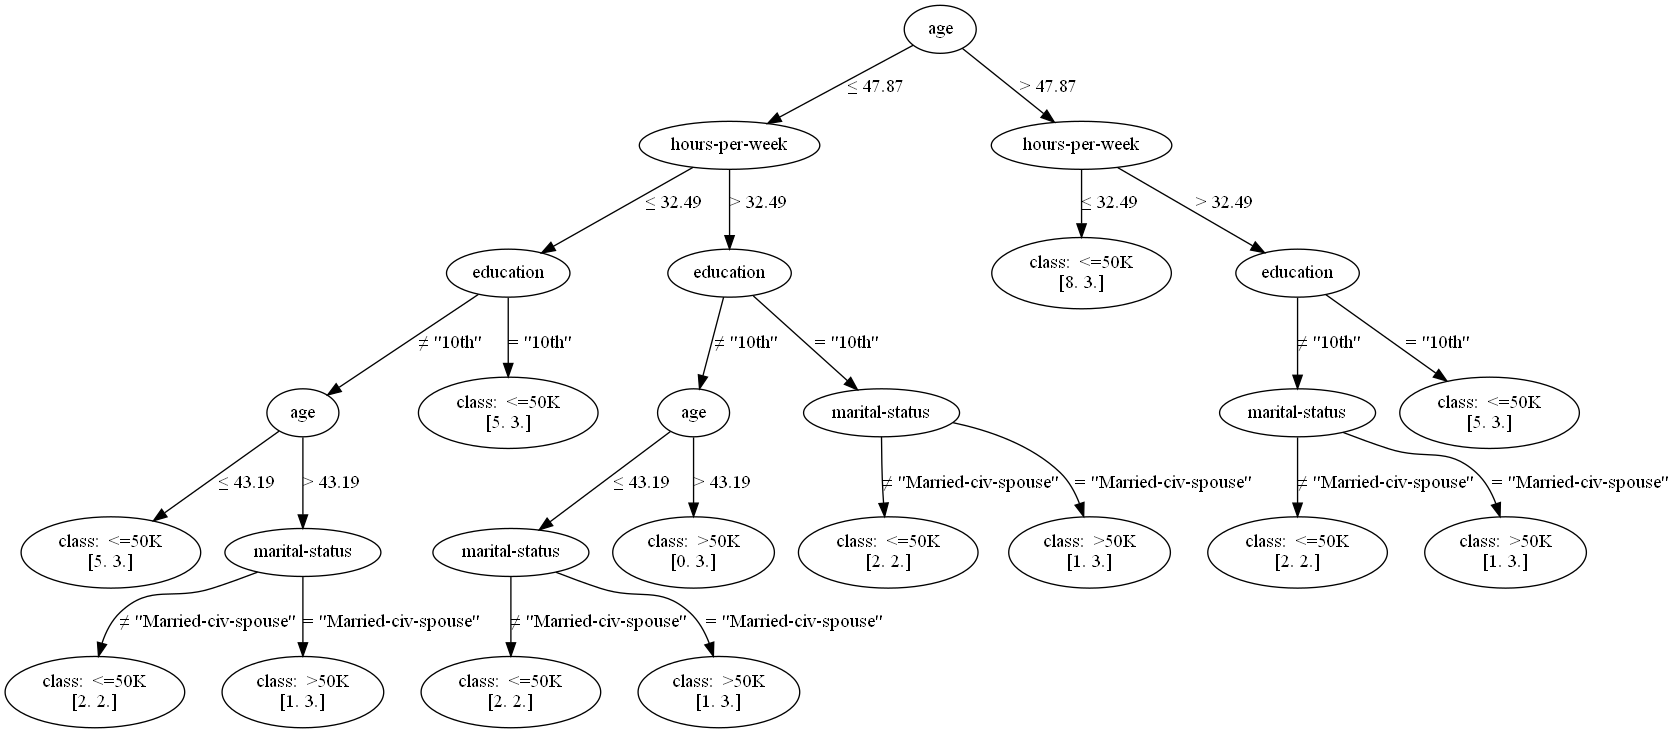 age
≤ 47.87
> 47.87
hours-per-week
hours-per-week
≤ 32.49
> 32.49
≤ 32.49
> 32.49
education
education
class: <=50K
[8. 3.]
education
≠ "10th"
= "10th"
≠ "10th"
= "10th"
≠ "10th"
= "10th"
age
class: <=50K
[5. 3.]
age
marital-status
marital-status
class: <=50K
[5. 3.]
≤ 43.19
> 43.19
≤ 43.19
> 43.19
≠ "Married-civ-spouse"
= "Married-civ-spouse"
≠ "Married-civ-spouse"
= "Married-civ-spouse"
class: <=50K
[5. 3.]
marital-status
marital-status
class: >50K
[0. 3.]
class: <=50K
[2. 2.]
class: >50K
[1. 3.]
class: <=50K
[2. 2.]
class: >50K
[1. 3.]
≠ "Married-civ-spouse"
= "Married-civ-spouse"
≠ "Married-civ-spouse"
= "Married-civ-spouse"
class: <=50K
[2. 2.]
class: >50K
[1. 3.]
class: <=50K
[2. 2.]
class: >50K
[1. 3.]